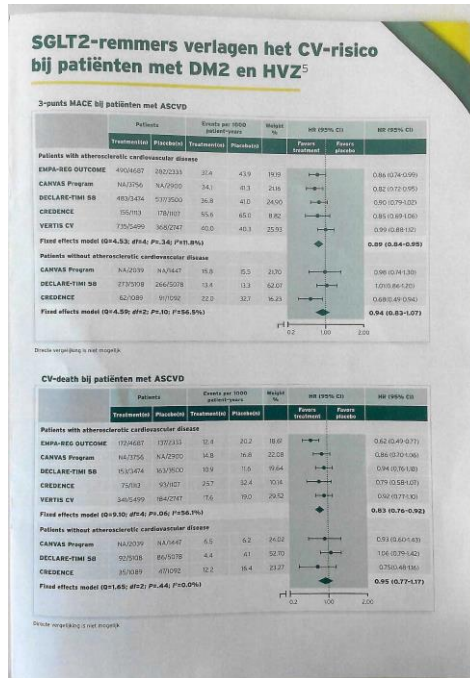 SGLT2-remmers verlagen het CV-risico
bij patiënten met DM2 en HVZ5
3-punts MACE bij patiënten met ASCVD
Patients Events per 1000 patient-years Weight % HR (95% CI) HR (95% CI)
Treatment(n) Placebo(n) Treatment(n) Placebo(n) Favors treatment Favors placebo
Patients with atherosclerotic cardiovascular disease
EMPA-REG OUTCOME 490/4687 282/2333 37.4 43.9 19.19 0.86 (0.74-0.99)
CANVAS Program NA/3756 NA/2900 34.1 41.3 21.16 0.82 (0.72-0.95)
DECLARE-TIMI 58 483/3474 537/3500 36.8 41.0 24.90 0.90 (0.79-1.02)
CREDENCE 155/1113 178/1107 55.6 65.0 8.82 0.85 (0.69-1.06)
VERTIS CV 735/5499 368/2747 40.0 40.3 25.93 0.99 (0.88-1.12)
Fixed effects model (Q=4.53; df=4; P=.34; I²=11.8%) 0.89 (0.84-0.95)
Patients without atherosclerotic cardiovascular disease
CANVAS Program NA/2039 NA/1447 15.8 15.5 21.70 0.98 (0.74-1.30)
DECLARE-TIMI 58 273/5108 266/5078 13.4 13.3 62.07 1.01 (0.86-1.20)
CREDENCE 62/1089 91/1092 22.0 32.7 16.23 0.68 (0.49-0.94)
Fixed effects model (Q=4.59; df=2; P=.10; I²=56.5%) 0.94 (0.83-1.07)
0.2 1.00 2.00
Directe vergelijking is niet mogelijk
CV-death bij patiënten met ASCVD
Patients Events per 1000 patient-years Weight % HR (95% CI) HR (95% CI)
Treatment(n) Placebo(n) Treatment(n) Placebo(n) Favors treatment Favors placebo
Patients with atherosclerotic cardiovascular disease
EMPA-REG OUTCOME 172/4687 137/2333 12.4 20.2 0.62 (0.49-0.77)
CANVAS Program NA/3756 NA/2900 14.8 16.8 22.08 0.86 (0.70-1.06)
DECLARE-TIMI 58 153/3474 163/3500 10.9 11.6 19.64 0.94 (0.76-1.18)
CREDENCE 75/1113 93/1107 25.7 32.4 0.79 (0.58-1.07)
VERTIS CV 341/5499 184/2747 17.6 19.0 29.52 0.92 (0.77-1.10)
Fixed effects model (Q=9.10; df=4; P=.06; I²=56.1%) 0.83 (0.76-0.92)
Patients without atherosclerotic cardiovascular disease
CANVAS Program NA/2039 NA/1447 6.5 6.2 24.02 0.93 (0.60-1.43)
DECLARE-TIMI 58 92/5108 86/5078 4.4 4.1 52.70 1.06 (0.79-1.42)
CREDENCE 35/1089 47/1092 12.2 16.4 23.27 0.75 (0.48-1.16)
Fixed effects model (Q=1.65; df=2; P=.44; I²=0.0%) 0.95 (0.77-1.17)
0.2 1.00 2.00
Directe vergelijking is niet mogelijk